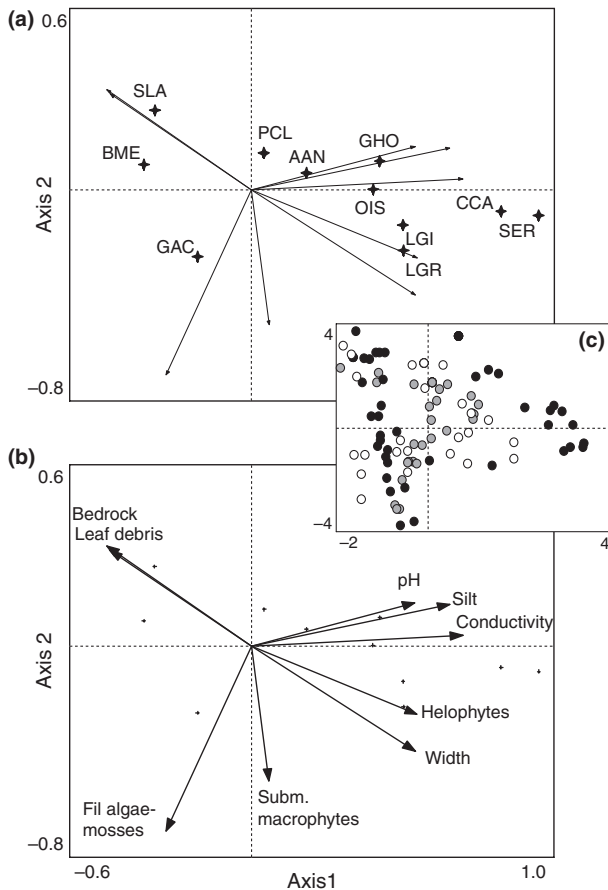 (a)
0.6
SLA
BME
PCL
AAN
GHO
OIS
CCA
SER
GAC
LGI
LGR
Axis 2
−0.8
(c)
4
−4
−2
4
(b)
0.6
Bedrock
Leaf debris
pH
Silt
Conductivity
Helophytes
Width
Subm.
macrophytes
Fil algae-
mosses
Axis 2
−0.8
−0.6
Axis1
1.0